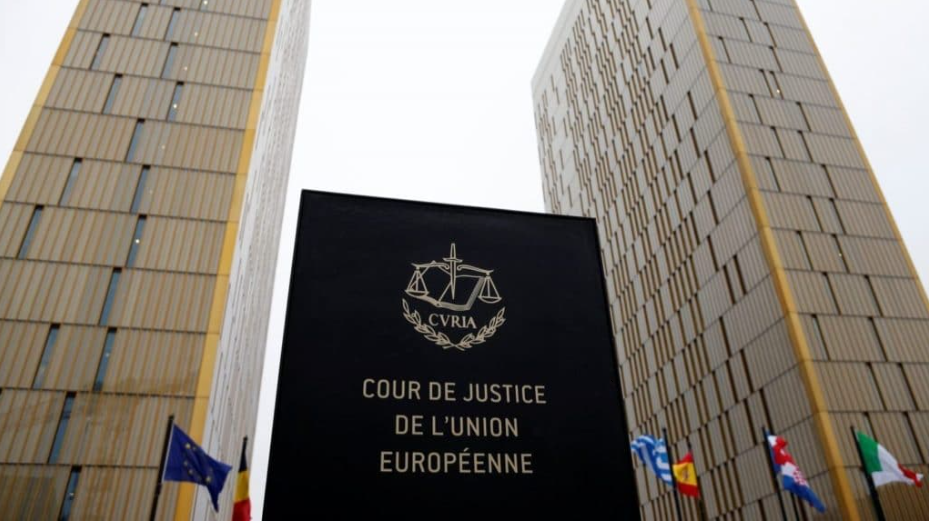 CVRIA
COUR DE JUSTICE
DE L'UNION
EUROPÉENNE